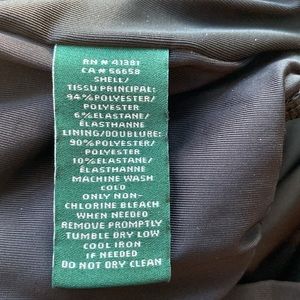 RN # 41381
CA # 56658
SHELL/
TISSU PRINCIPAL:
94% POLYESTER/
POLYESTER
6% ELASTANE/
ÉLASTHANNE
LINING/DOUBLURE:
90% POLYESTER/
POLYESTER
10% ELASTANE/
ÉLASTHANNE
MACHINE WASH
COLD
ONLY NON-
CHLORINE BLEACH
WHEN NEEDED
REMOVE PROMPTLY
TUMBLE DRY LOW
COOL IRON
IF NEEDED
DO NOT DRY CLEAN